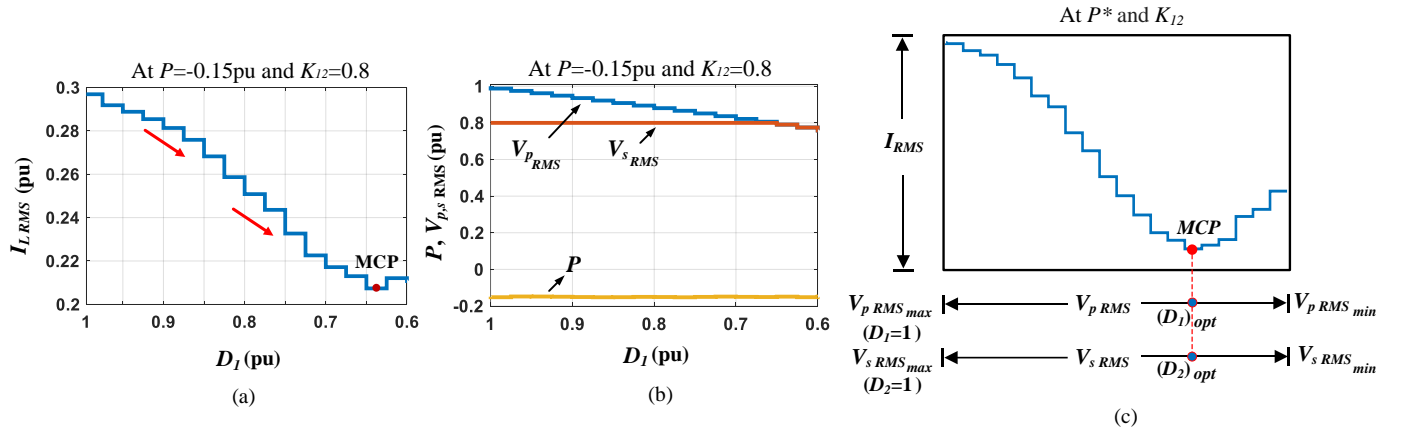 At P=-0.15pu and K12=0.8
0.3
0.28
0.26
0.24
0.22
0.2
I L RMS (pu)
MCP
1
0.9
0.8
0.7
0.6
D1 (pu)
(a)
At P=-0.15pu and K12=0.8
1
0.8
0.6
0.4
0.2
0
-0.2
P, Vp,s RMS (pu)
Vp RMS
Vs RMS
P
1
0.9
0.8
0.7
0.6
D1 (pu)
(b)
At P* and K12
IRMS
MCP
Vp RMS max
(D1=1)
Vp RMS
(D1)opt
Vp RMS min
Vs RMS max
(D2=1)
Vs RMS
(D2)opt
Vs RMS min
(c)